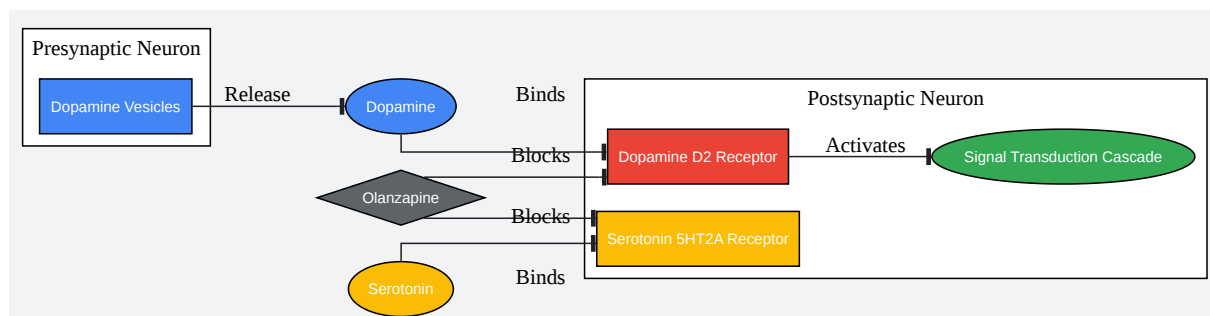 Presynaptic Neuron
Dopamine Vesicles
Release
Dopamine
Binds
Postsynaptic Neuron
Blocks
Dopamine D2 Receptor
Activates
Signal Transduction Cascade
Olanzapine
Blocks
Serotonin 5HT2A Receptor
Serotonin
Binds